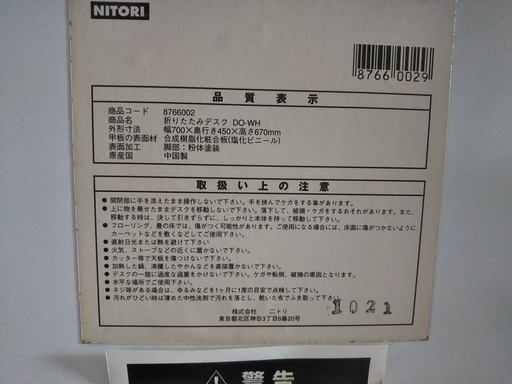 NITORI
8766 0029
品質表示
商品コード 8766002
商品名 折りたたみデスク DO-WH
外形寸法 幅700×奥行き450×高さ670mm
甲板の表面材 合成樹脂化粧合板(塩化ビニール)
表面加工 脚部:粉体塗装
原産国 中国製
取扱い上の注意
●開閉部に手を添えたまま操作しないで下さい。手を挟んでケガをする事があります。
●上に物を乗せたままデスクを移動しないで下さい。落下して、破損・ケガをするおそれがあります。また、
移動する時は、決して引きずらずに、しっかりと本体を持って移動して下さい。
●フローリング、畳の床では、傷がつく可能性があります。ご使用になる場合には、床面に傷がつかないように
カーペットなどを敷くなどしてご使用下さい。
●直射日光または熱を避けて下さい
●火気、ストーブなどの近くに置かないで下さい。
●カッター等で天板を傷つけないで下さい。
●加熱した鍋、沸騰したやかんなどを直接置かないで下さい。
●デスクの一部に過度な過重をかけないで下さい。ケガや転倒、破損の原因となります。
●水平な場所でご使用下さい。
●ネジ等がある場合は、ゆるみなどを1ヶ月に1度の目安で点検して下さい。
●汚れがひどい時は薄めた中性洗剤で汚れを落とし、乾いた布でふき取って下さい。
1021
株式会社 ニトリ
東京都北区神谷3丁目6番20号
警告